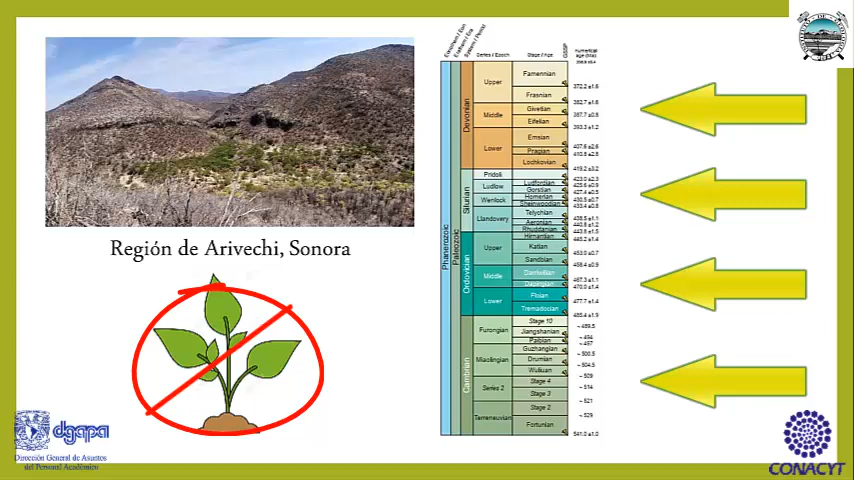 Región de Arivechi, Sonora
Eonothem / Eon
Erathem / Era
System / Period
Series / Epoch
Stage / Age
GSSP
numerical
age (Ma)
Phanerozoic
Paleozoic
Devonian
Upper
Famennian
372.2 ±1.6
Frasnian
382.7 ±1.6
Middle
Givetian
387.7 ±0.8
Eifelian
393.3 ±1.2
Lower
Emsian
407.6 ±2.6
Pragian
410.8 ±2.8
Lochkovian
419.2 ±3.2
Silurian
Pridoli
423.0 ±2.3
Ludlow
Ludfordian
425.6 ±0.9
Gorstian
427.4 ±0.5
Wenlock
Homerian
430.5 ±0.7
Sheinwoodian
433.4 ±0.8
Llandovery
Telychian
438.5 ±1.1
Aeronian
440.8 ±1.2
Rhuddanian
443.8 ±1.5
Ordovician
Upper
Hirnantian
445.2 ±1.4
Katian
453.0 ±0.7
Sandbian
458.4 ±0.9
Middle
Darriwilian
467.3 ±1.1
Dapingian
470.0 ±1.4
Lower
Floian
477.7 ±1.4
Tremadocian
485.4 ±1.9
Cambrian
Furongian
Stage 10
~ 489.5
Jiangshanian
~ 494
Paibian
~ 497
Miaolingian
Guzhangian
~ 500.5
Drumian
~ 504.5
Wuliuan
~ 509
Series 2
Stage 4
~ 514
Stage 3
~ 521
Terreneuvian
Stage 2
~ 529
Fortunian
541.0 ±1.0
dgapa
Dirección General de Asuntos
del Personal Académico
CONACYT